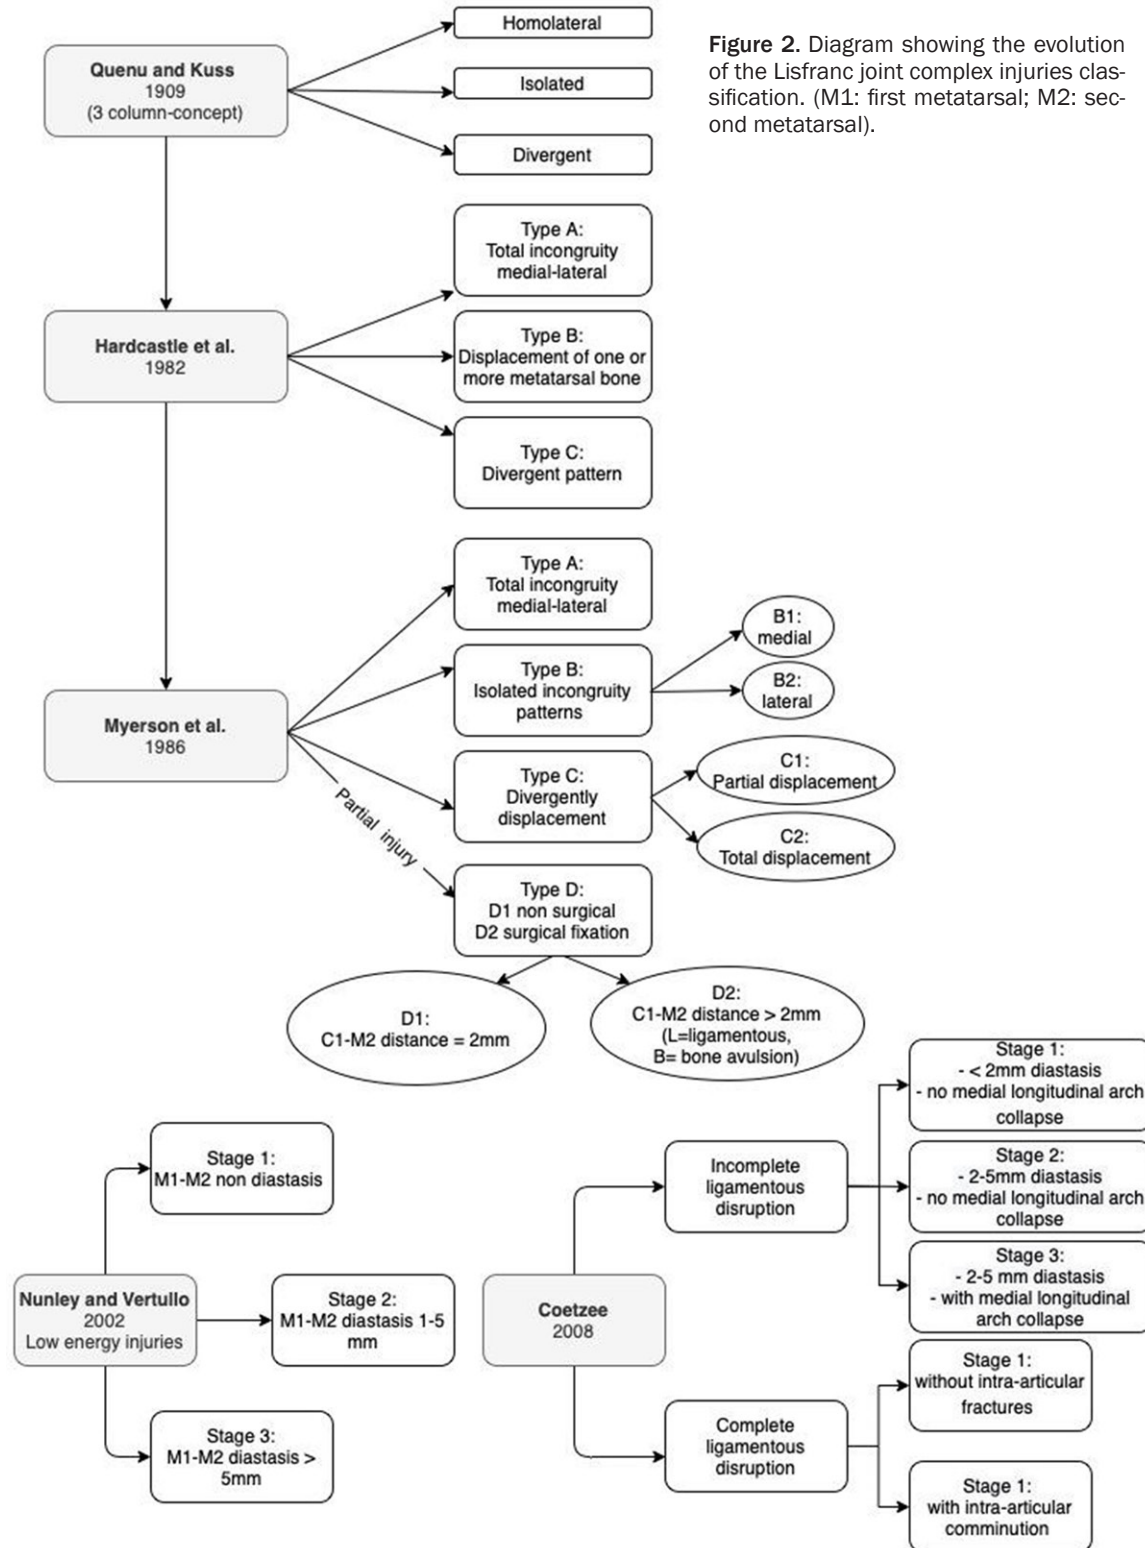 Figure 2. Diagram showing the evolution
of the Lisfranc joint complex injuries clas-
sification. (M1: first metatarsal; M2: sec-
ond metatarsal).
Quenu and Kuss
1909
(3 column-concept)
Homolateral
Isolated
Divergent
Hardcastle et al.
1982
Type A:
Total incongruity
medial-lateral
Type B:
Displacement of one or
more metatarsal bone
Type C:
Divergent pattern
Myerson et al.
1986
Type A:
Total incongruity
medial-lateral
Type B:
Isolated incongruity
patterns
B1:
medial
B2:
lateral
Type C:
Divergently
displacement
C1:
Partial displacement
C2:
Total displacement
Partial injury
Type D:
D1 non surgical
D2 surgical fixation
D1:
C1-M2 distance = 2mm
D2:
C1-M2 distance > 2mm
(L=ligamentous,
B= bone avulsion)
Nunley and Vertullo
2002
Low energy injuries
Stage 1:
M1-M2 non diastasis
Stage 2:
M1-M2 diastasis 1-5
mm
Stage 3:
M1-M2 diastasis >
5mm
Coetzee
2008
Incomplete
ligamentous
disruption
Stage 1:
- < 2mm diastasis
- no medial longitudinal arch
collapse
Stage 2:
- 2-5mm diastasis
- no medial longitudinal arch
collapse
Stage 3:
- 2-5 mm diastasis
- with medial longitudinal
arch collapse
Complete
ligamentous
disruption
Stage 1:
without intra-articular
fractures
Stage 1:
with intra-articular
comminution